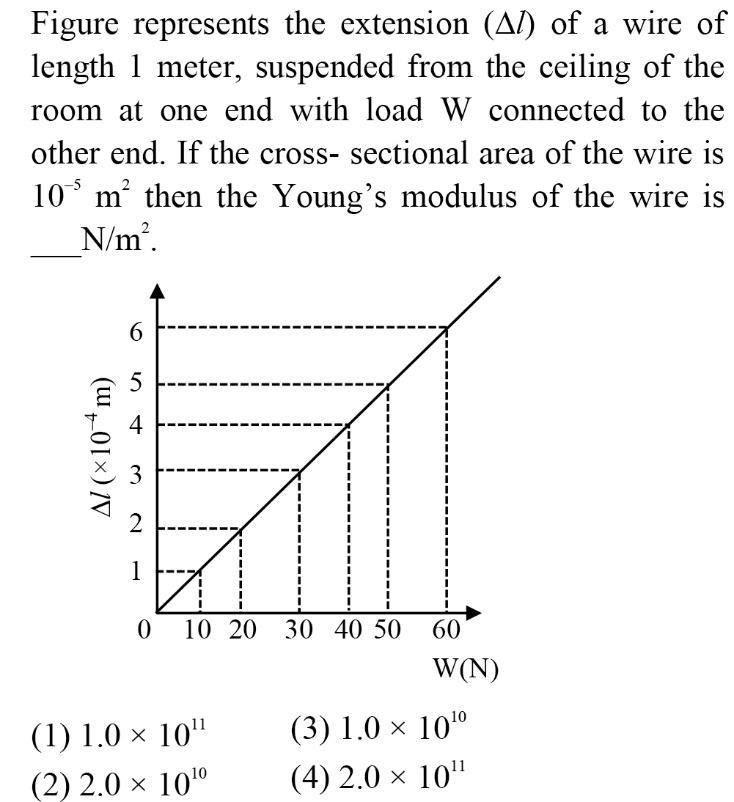 Figure represents the extension (Δl) of a wire of
length 1 meter, suspended from the ceiling of the
room at one end with load W connected to the
other end. If the cross- sectional area of the wire is
10⁻⁵ m² then the Young’s modulus of the wire is
___N/m².
6
5
4
3
2
1
Δl (×10⁻⁴ m)
0 10 20 30 40 50 60
W(N)
(1) 1.0 × 10¹¹ (3) 1.0 × 10¹⁰
(2) 2.0 × 10¹⁰ (4) 2.0 × 10¹¹